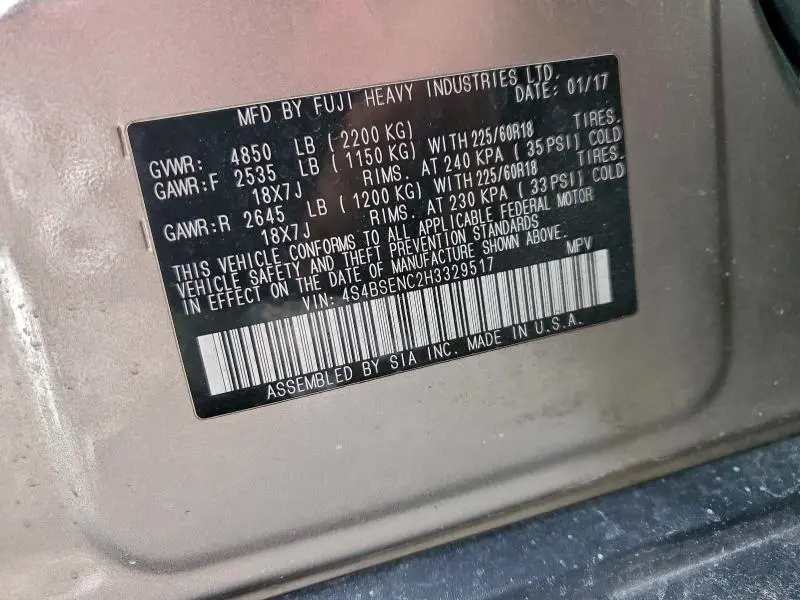 MFD BY FUJI HEAVY INDUSTRIES LTD.
DATE: 01/17
GVWR: 4850 LB ( 2200 KG)
GAWR:F 2535 LB ( 1150 KG) WITH 225/60R18 TIRES.
18X7J RIMS. AT 240 KPA ( 35 PSI) COLD
GAWR:R 2645 LB ( 1200 KG) WITH 225/60R18 TIRES.
18X7J RIMS. AT 230 KPA ( 33 PSI) COLD
THIS VEHICLE CONFORMS TO ALL APPLICABLE FEDERAL MOTOR
VEHICLE SAFETY AND THEFT PREVENTION STANDARDS
IN EFFECT ON THE DATE OF MANUFACTURE SHOWN ABOVE.
VIN: 4S4BSENC2H3329517 MPV
ASSEMBLED BY SIA INC. MADE IN U.S.A.